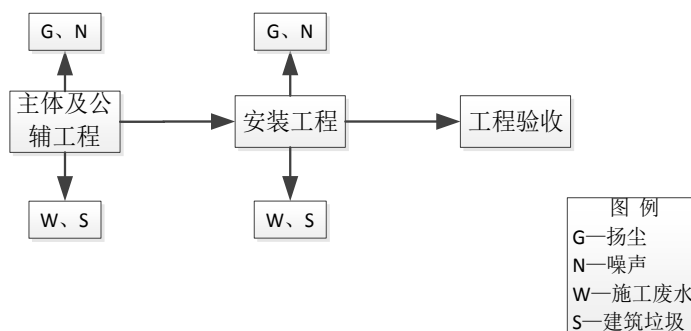 G、N
G、N
主体及公
辅工程
安装工程
工程验收
W、S
W、S
图 例
G—扬尘
N—噪声
W—施工废水
S—建筑垃圾